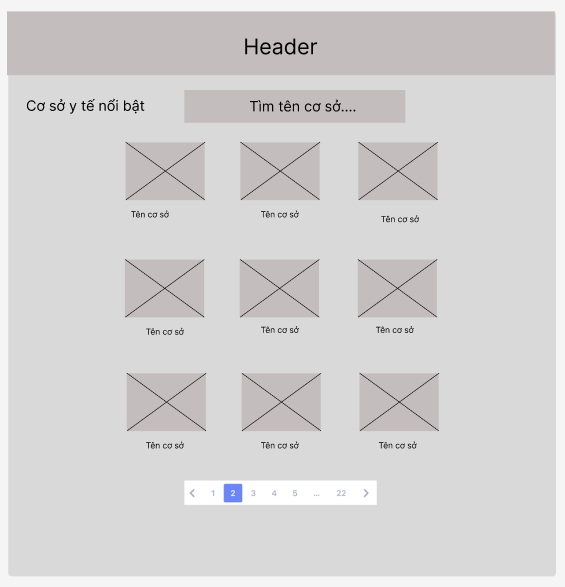 Header
Cơ sở y tế nổi bật
Tìm tên cơ sở....
Tên cơ sở
Tên cơ sở
Tên cơ sở
Tên cơ sở
Tên cơ sở
Tên cơ sở
Tên cơ sở
Tên cơ sở
Tên cơ sở
1 2 3 4 5 ... 22